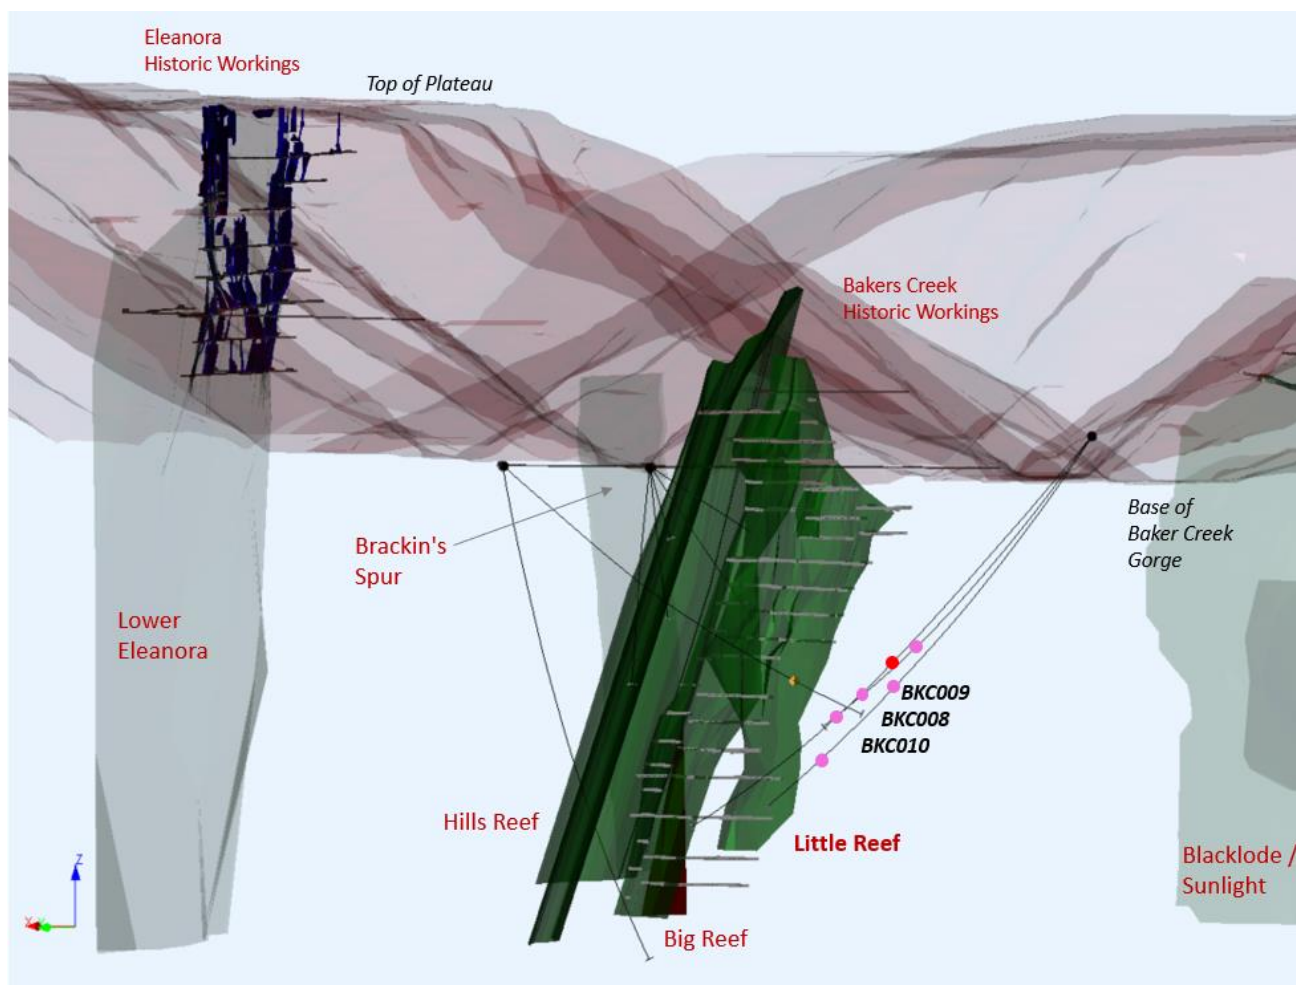 Eleanora
Historic Workings
Top of Plateau
Bakers Creek
Historic Workings
Base of
Baker Creek
Gorge
Brackin's
Spur
Lower
Eleanora
BKC009
BKC008
BKC010
Hills Reef
Little Reef
Blacklode /
Sunlight
Big Reef
Z